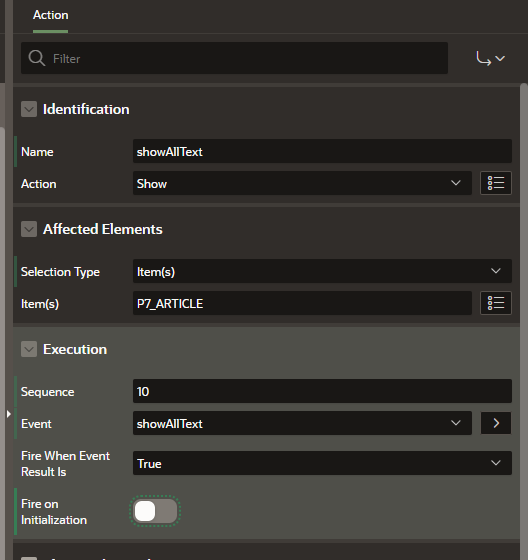 Action
Filter
Identification
Name showAllText
Action Show
Affected Elements
Selection Type Item(s)
Item(s) P7_ARTICLE
Execution
Sequence 10
Event showAllText
Fire When Event
Result Is True
Fire on
Initialization